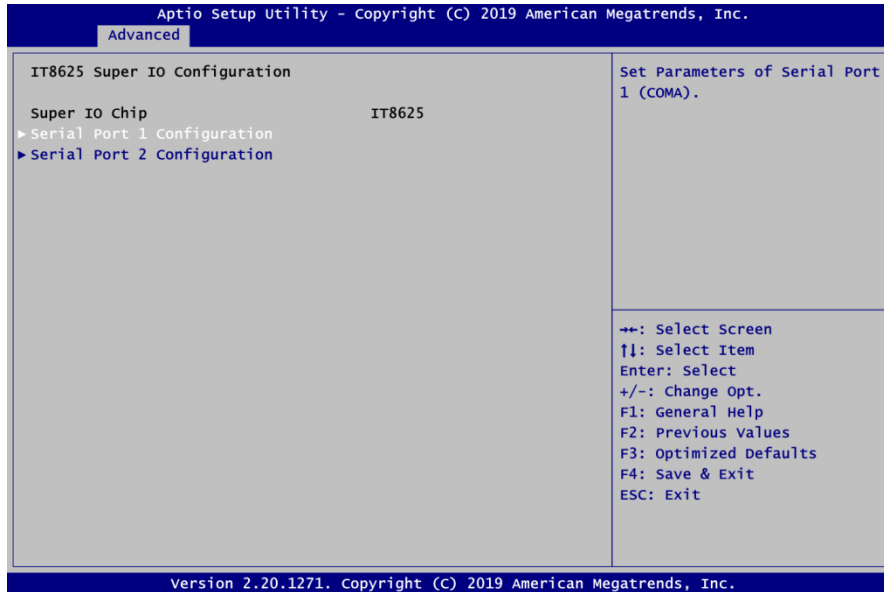 Aptio Setup Utility - Copyright (C) 2019 American Megatrends, Inc.
Advanced
IT8625 Super IO Configuration
Super IO Chip IT8625
▶ Serial Port 1 Configuration
▶ Serial Port 2 Configuration
Set Parameters of Serial Port
1 (COMA).
→←: Select Screen
↑↓: Select Item
Enter: Select
+/-: Change Opt.
F1: General Help
F2: Previous Values
F3: Optimized Defaults
F4: Save & Exit
ESC: Exit
Version 2.20.1271. Copyright (C) 2019 American Megatrends, Inc.